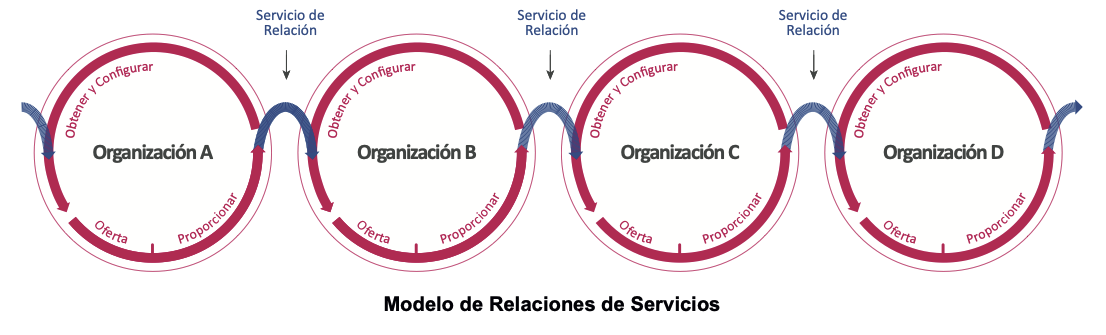 Servicio de
Relación
Servicio de
Relación
Servicio de
Relación
Obtener y Configurar
Organización A
Oferta
Proporcionar
Obtener y Configurar
Organización B
Oferta
Proporcionar
Obtener y Configurar
Organización C
Oferta
Proporcionar
Obtener y Configurar
Organización D
Oferta
Proporcionar
Modelo de Relaciones de Servicios